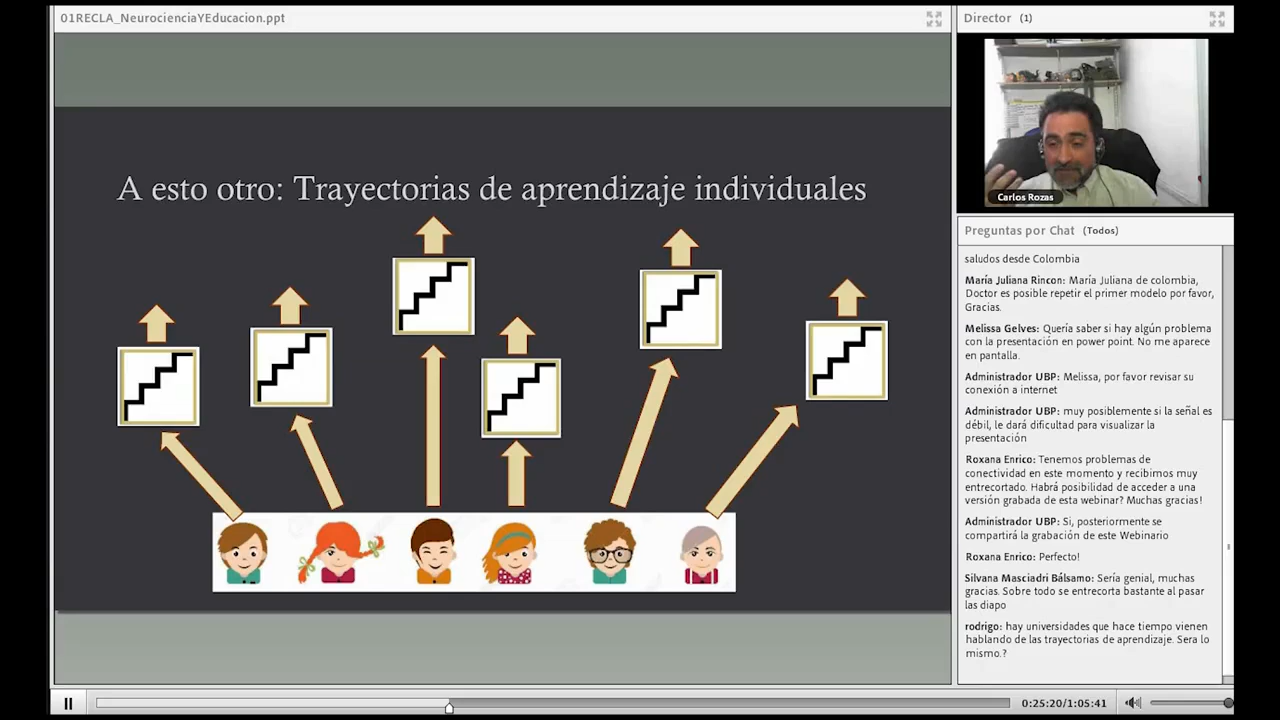 01RECLA_NeurocienciaYEducacion.ppt
A esto otro: Trayectorias de aprendizaje individuales
Director (1)
Carlos Rozas
Preguntas por Chat (Todos)
saludos desde Colombia
María Juliana Rincon: María Juliana de colombia,
Doctor es posible repetir el primer modelo por favor,
Gracias.
Melissa Gelves: Quería saber si hay algún problema
con la presentación en power point. No me aparece
en pantalla.
Administrador UBP: Melissa, por favor revisar su
conexión a internet
Administrador UBP: muy posiblemente si la señal es
débil, le dará dificultad para visualizar la
presentación
Roxana Enrico: Tenemos problemas de
conectividad en este momento y recibimos muy
entrecortado. Habrá posibilidad de acceder a una
versión grabada de esta webinar? Muchas gracias!
Administrador UBP: Si, posteriormente se
compartirá la grabación de este Webinario
Roxana Enrico: Perfecto!
Silvana Masciadri Bálsamo: Sería genial, muchas
gracias. Sobre todo se entrecorta bastante al pasar
las diapo
rodrigo: hay universidades que hace tiempo vienen
hablando de las trayectorias de aprendizaje. Sera lo
mismo.?
0:25:20/1:05:41